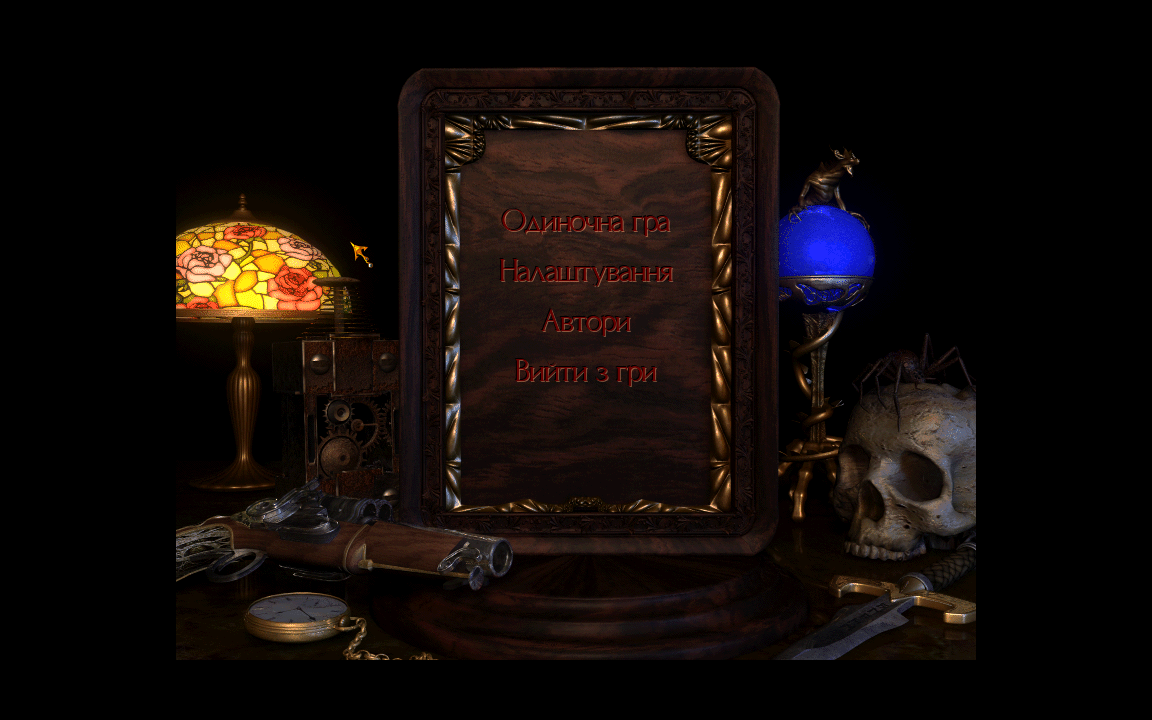 Одиночна гра
Налаштування
Автори
Вийти з гри